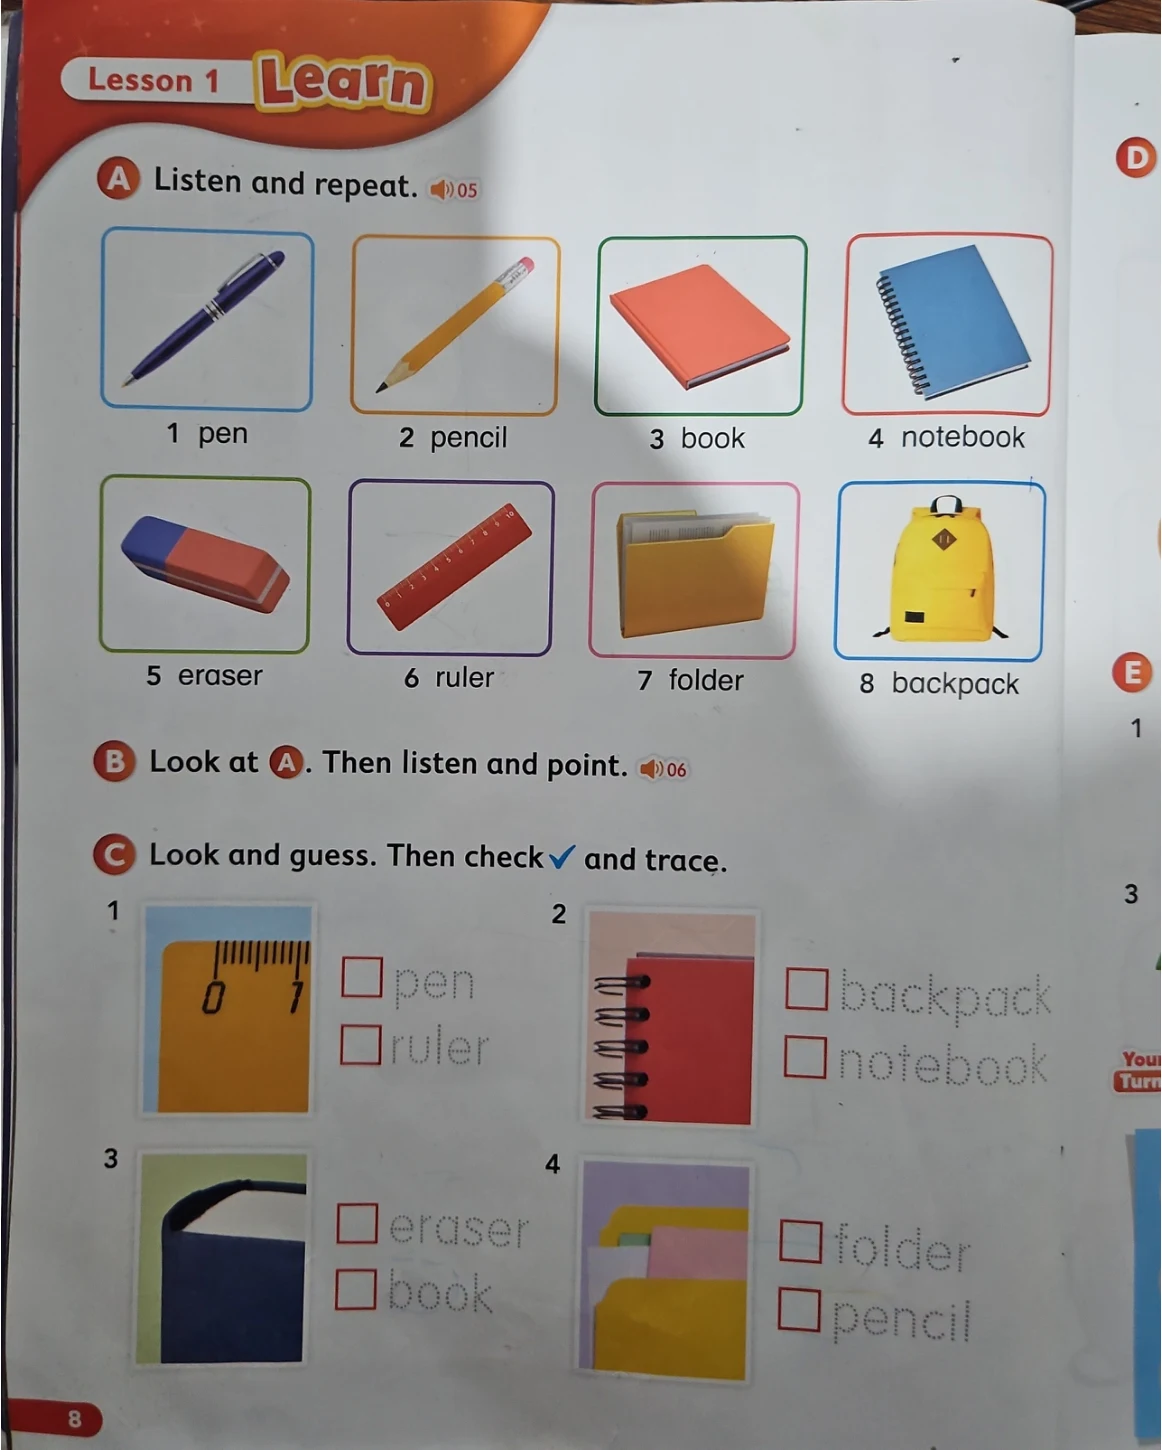 Lesson 1 Learn
A Listen and repeat. 05
1 pen
2 pencil
3 book
4 notebook
5 eraser
6 ruler
7 folder
8 backpack
B Look at A. Then listen and point. 06
C Look and guess. Then check ✓ and trace.
1
0 1
pen
ruler
2
backpack
notebook
3
eraser
book
4
folder
pencil
8
D
E
1
3
Your
Turn